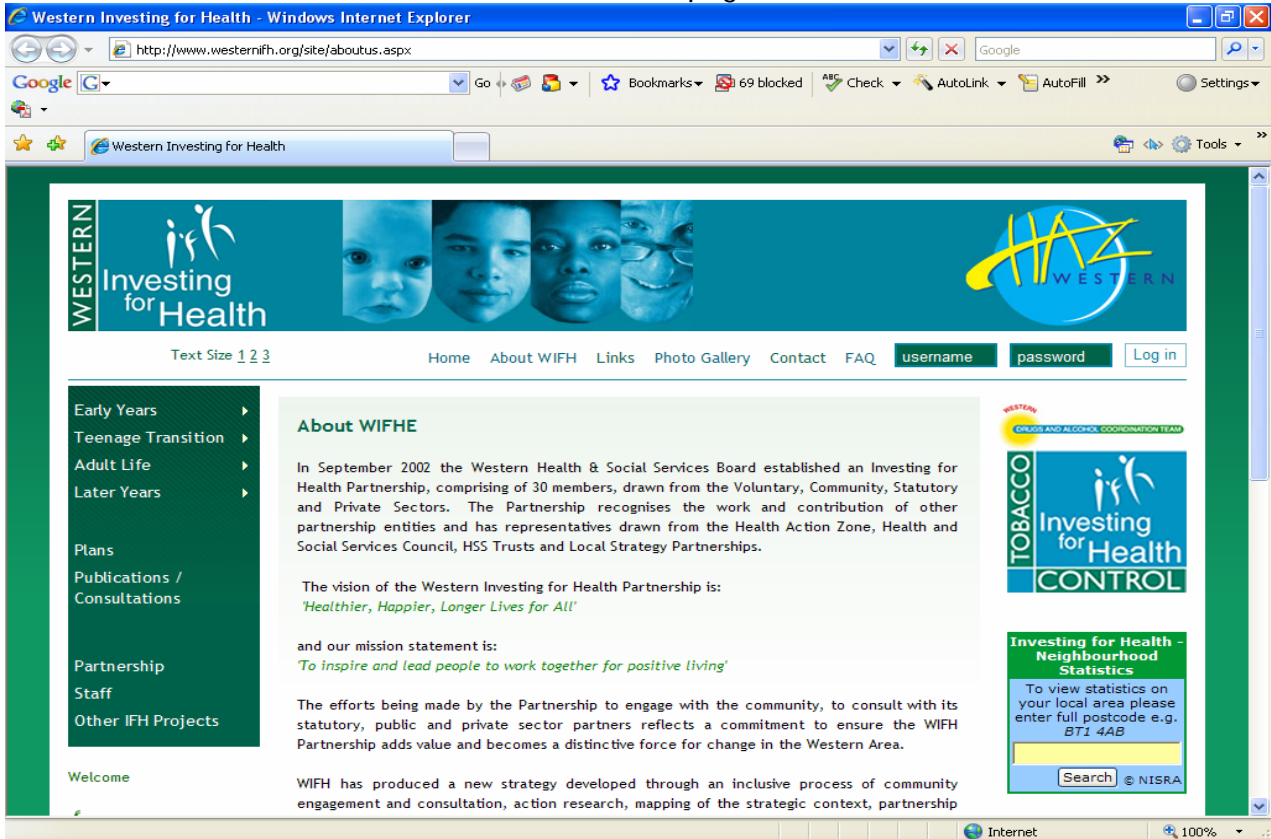 Western Investing for Health - Windows Internet Explorer
http://www.westernifh.org/site/aboutus.aspx
Google
Google G
Go
Bookmarks
69 blocked
ABC Check
AutoLink
AutoFill
Settings
Western Investing for Health
Tools
WESTERN
ifh
Investing
for Health
HAZ
WESTERN
Text Size 1 2 3
Home About WIFH Links Photo Gallery Contact FAQ username password Log in
Early Years
Teenage Transition
Adult Life
Later Years
Plans
Publications /
Consultations
Partnership
Staff
Other IFH Projects
Welcome
About WIFHE
In September 2002 the Western Health & Social Services Board established an Investing for
Health Partnership, comprising of 30 members, drawn from the Voluntary, Community, Statutory
and Private Sectors. The Partnership recognises the work and contribution of other
partnership entities and has representatives drawn from the Health Action Zone, Health and
Social Services Council, HSS Trusts and Local Strategy Partnerships.
The vision of the Western Investing for Health Partnership is:
'Healthier, Happier, Longer Lives for All'
and our mission statement is:
'To inspire and lead people to work together for positive living'
The efforts being made by the Partnership to engage with the community, to consult with its
statutory, public and private sector partners reflects a commitment to ensure the WIFH
Partnership adds value and becomes a distinctive force for change in the Western Area.
WIFH has produced a new strategy developed through an inclusive process of community
engagement and consultation, action research, mapping of the strategic context, partnership
WESTERN
DRUGS AND ALCOHOL COORDINATION TEAM
TOBACCO
ifh
Investing
for Health
CONTROL
Investing for Health -
Neighbourhood
Statistics
To view statistics on
your local area please
enter full postcode e.g.
BT1 4AB
Search © NISRA
Internet
100%